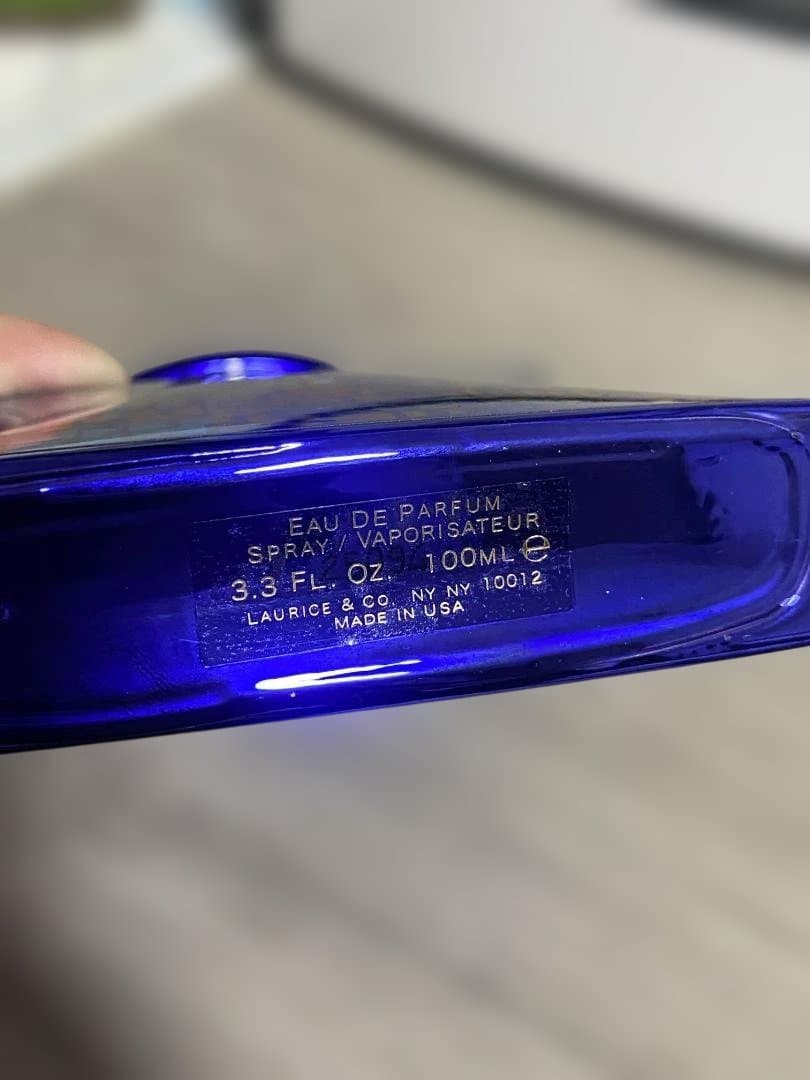 EAU DE PARFUM
SPRAY / VAPORISATEUR
3.3 FL. OZ. 100ML ℮
LAURICE & CO. NY NY 10012
MADE IN USA